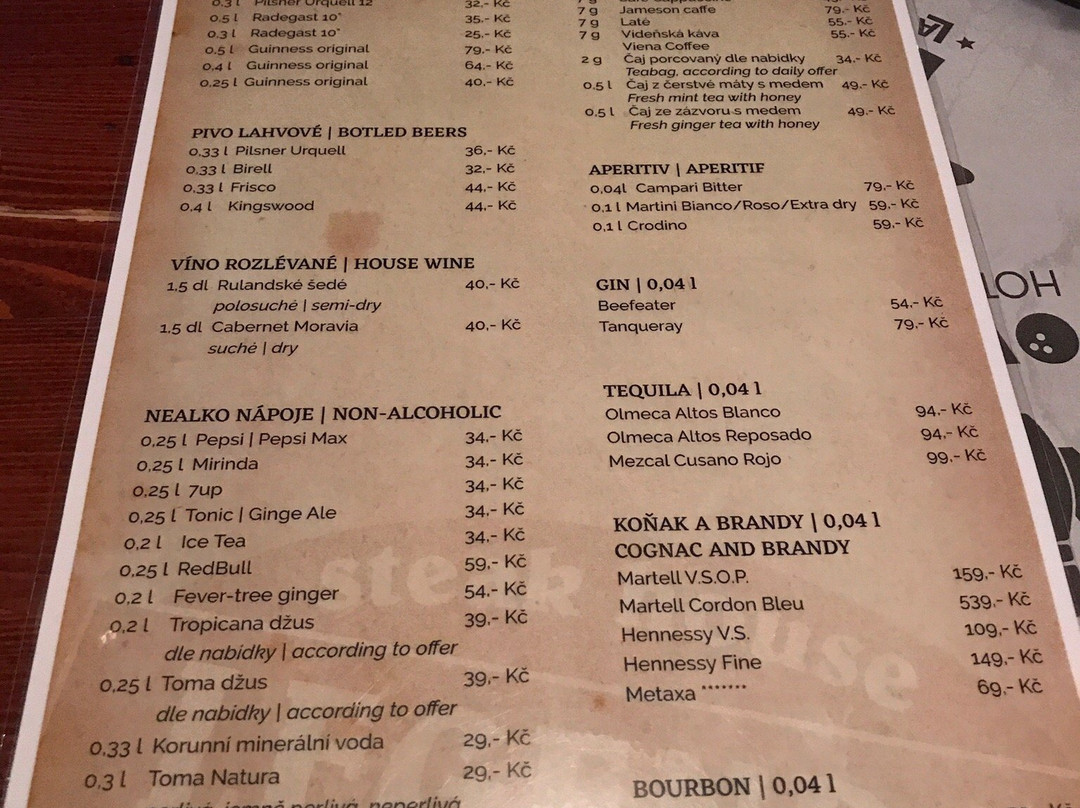 0.3 l Pilsner Urquell 12° 32,- Kč
0.5 l Radegast 10° 35,- Kč
0.3 l Radegast 10° 25,- Kč
0.5 l Guinness original 79,- Kč
0.4 l Guinness original 64,- Kč
0.25 l Guinness original 40,- Kč
PIVO LAHVOVÉ | BOTLED BEERS
0.33 l Pilsner Urquell 36,- Kč
0.33 l Birell 32,- Kč
0.33 l Frisco 44,- Kč
0.4 l Kingswood 44,- Kč
VÍNO ROZLÉVANÉ | HOUSE WINE
1,5 dl Rulandské šedé 40,- Kč
polosuché | semi-dry
1,5 dl Cabernet Moravia 40,- Kč
suché | dry
NEALKO NÁPOJE | NON-ALCOHOLIC
0,25 l Pepsi | Pepsi Max 34,- Kč
0,25 l Mirinda 34,- Kč
0,25 l 7up 34,- Kč
0,25 l Tonic | Ginge Ale 34,- Kč
0,2 l Ice Tea 34,- Kč
0,25 l RedBull 59,- Kč
0,2 l Fever-tree ginger 54,- Kč
0,2 l Tropicana džus 39,- Kč
dle nabídky | according to offer
0,25 l Toma džus 39,- Kč
dle nabídky | according to offer
0,33 l Korunní minerální voda 29,- Kč
0,3 l Toma Natura 29,- Kč
perlivá, jemně perlivá, neperlivá
7 g Jameson caffe 79,- Kč
7 g Laté 55,- Kč
7 g Vídeňská káva 55,- Kč
Viena Coffee
2 g Čaj porcovaný dle nabídky 34,- Kč
Teabag, according to daily offer
0,5 l Čaj z čerstvé máty s medem 49,- Kč
Fresh mint tea with honey
0,5 l Čaj ze zázvoru s medem 49,- Kč
Fresh ginger tea with honey
APERITIV | APERITIF
0,04l Campari Bitter 79,- Kč
0,1 l Martini Bianco/Roso/Extra dry 59,- Kč
0,1 l Crodino 59,- Kč
GIN | 0,04 l
Beefeater 54,- Kč
Tanqueray 79,- Kč
TEQUILA | 0,04 l
Olmeca Altos Blanco 94,- Kč
Olmeca Altos Reposado 94,- Kč
Mezcal Cusano Rojo 99,- Kč
KOŇAK A BRANDY | 0,04 l
COGNAC AND BRANDY
Martell V.S.O.P. 159,- Kč
Martell Cordon Bleu 539,- Kč
Hennessy V.S. 109,- Kč
Hennessy Fine 149,- Kč
Metaxa ******* 69,- Kč
BOURBON | 0,04 l
steak house
HOT